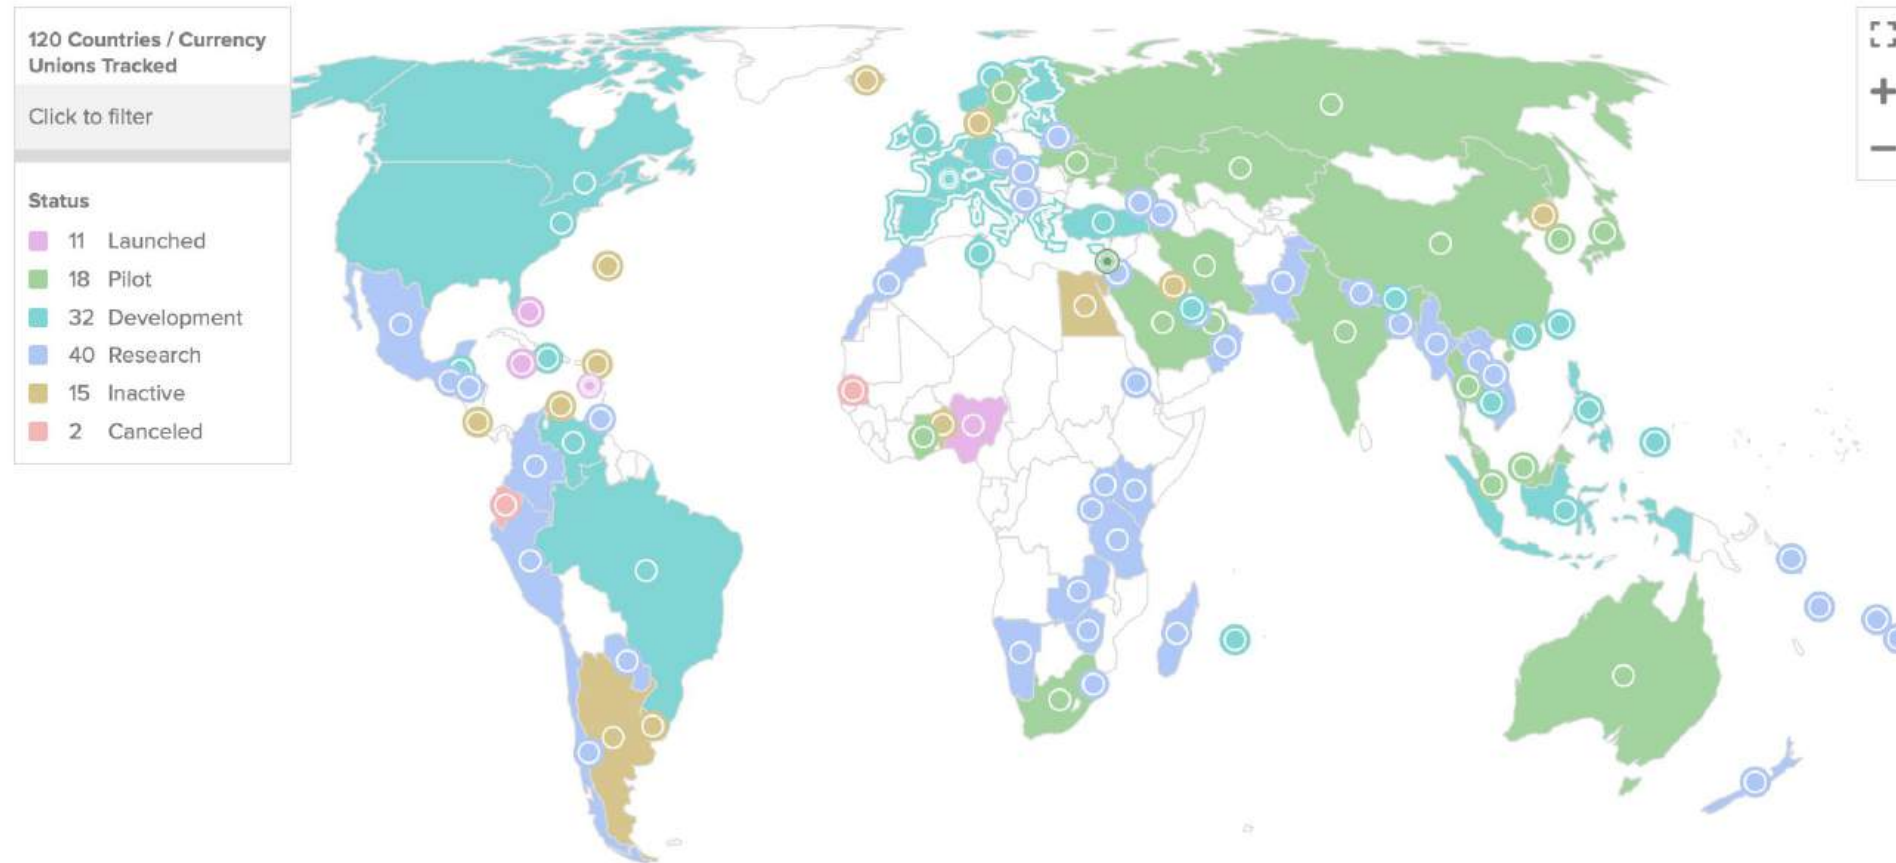 120 Countries / Currency
Unions Tracked
Click to filter
Status
11 Launched
18 Pilot
32 Development
40 Research
15 Inactive
2 Canceled